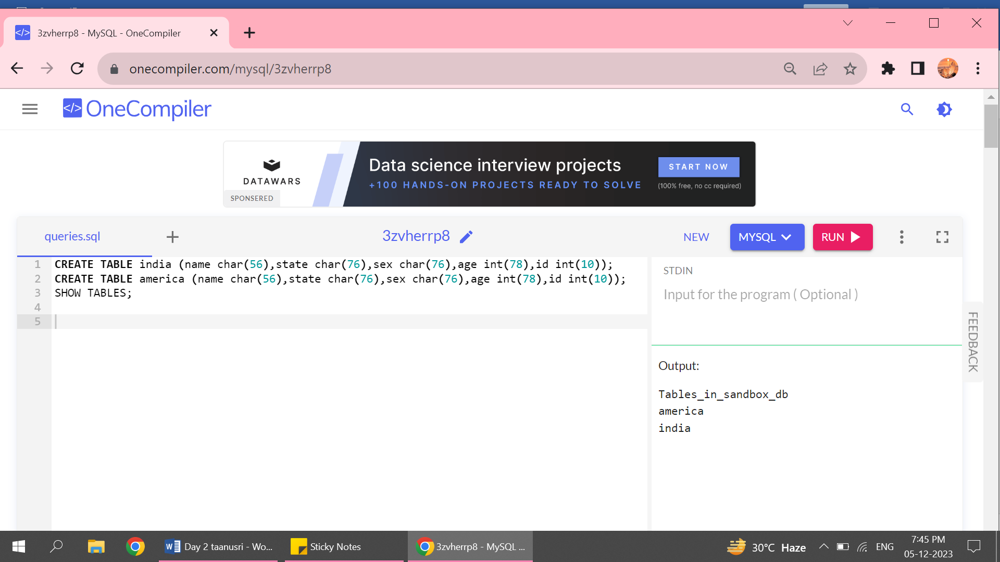 3zvherrp8 - MySQL - OneCompiler
onecompiler.com/mysql/3zvherrp8
</> OneCompiler
DATAWARS
SPONSERED
Data science interview projects
+100 HANDS-ON PROJECTS READY TO SOLVE
START NOW
(100% free, no cc required)
queries.sql
3zvherrp8
NEW
MYSQL
RUN
1 CREATE TABLE india (name char(56),state char(76),sex char(76),age int(78),id int(10));
2 CREATE TABLE america (name char(56),state char(76),sex char(76),age int(78),id int(10));
3 SHOW TABLES;
4
5
STDIN
Input for the program ( Optional )
Output:
Tables_in_sandbox_db
america
india
FEEDBACK
Day 2 taanusri - Wo...
Sticky Notes
3zvherrp8 - MySQL ...
30°C Haze
ENG
7:45 PM
05-12-2023